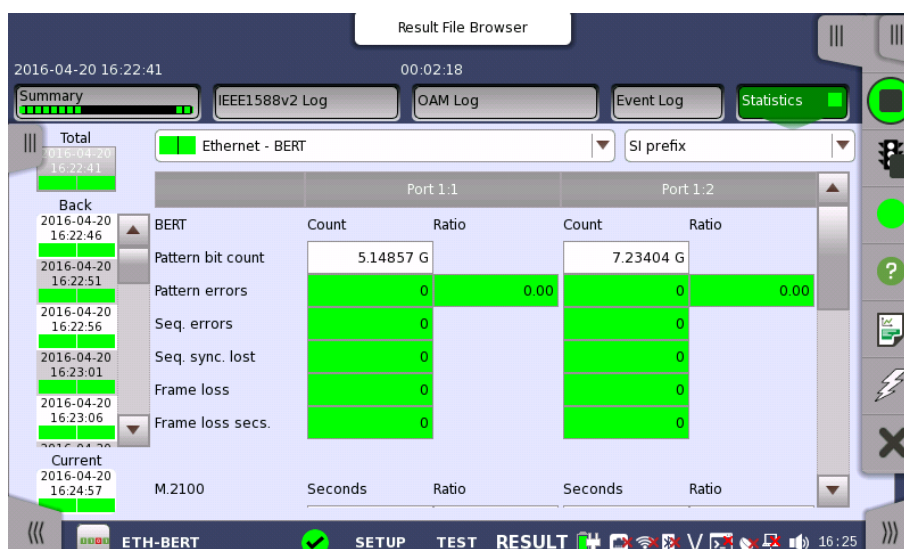 Result File Browser
2016-04-20 16:22:41 00:02:18
Summary IEEE1588v2 Log OAM Log Event Log Statistics
Total
2016-04-20
16:22:41
Ethernet - BERT SI prefix
Port 1:1 Port 1:2
Back
2016-04-20
16:22:46
2016-04-20
16:22:51
2016-04-20
16:22:56
2016-04-20
16:23:01
2016-04-20
16:23:06
Current
2016-04-20
16:24:57
BERT Count Ratio Count Ratio
Pattern bit count 5.14857 G 7.23404 G
Pattern errors 0 0.00 0 0.00
Seq. errors 0 0
Seq. sync. lost 0 0
Frame loss 0 0
Frame loss secs. 0 0
M.2100 Seconds Ratio Seconds Ratio
ETH-BERT SETUP TEST RESULT 16:25